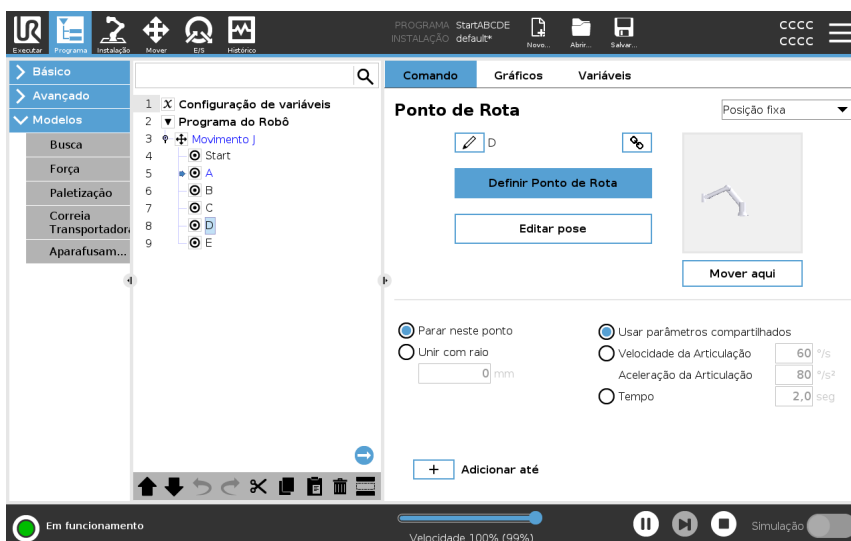 UR
Executar
Programa
Instalação
Mover
E/S
Histórico
PROGRAMA StartABCDE
INSTALAÇÃO default*
Novo...
Abrir...
Salvar...
CCCC
CCCC
Básico
Avançado
Modelos
Busca
Força
Paletização
Correia
Transportador
Aparafusam...
1 X Configuração de variáveis
2 Programa do Robô
3 Movimento J
4 Start
5 A
6 B
7 C
8 D
9 E
Comando Gráficos Variáveis
Ponto de Rota
Posição fixa
D
Definir Ponto de Rota
Editar pose
Mover aqui
Parar neste ponto
Unir com raio
0 mm
Usar parâmetros compartilhados
Velocidade da Articulação 60 °/s
Aceleração da Articulação 80 °/s²
Tempo 2,0 seg
+ Adicionar até
Em funcionamento
Velocidade 100% (99%)
Simulação